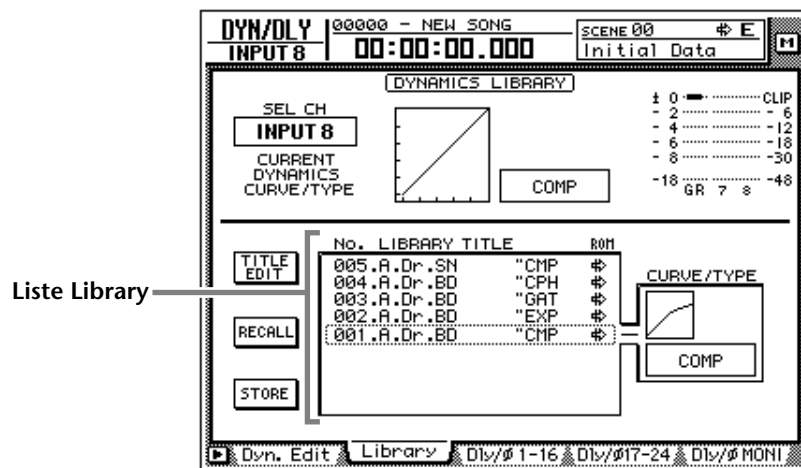 DYN/DLY
INPUT 8
00000 - NEW SONG
00:00:00.000
SCENE 00 E
Initial Data
M
DYNAMICS LIBRARY
SEL CH
INPUT 8
CURRENT
DYNAMICS
CURVE/TYPE
COMP
± 0 CLIP
- 2 - 6
- 4 -12
- 6 -18
- 8 -30
-18 -48
GR 7 8
Liste Library
TITLE
EDIT
RECALL
STORE
No. LIBRARY TITLE ROM
005.A.Dr.SN "CMP
004.A.Dr.BD "CPH
003.A.Dr.BD "GAT
002.A.Dr.BD "EXP
001.A.Dr.BD "CMP
CURVE/TYPE
COMP
Dyn. Edit Library Dly/ø 1-16 Dly/ø17-24 Dly/ø MONI